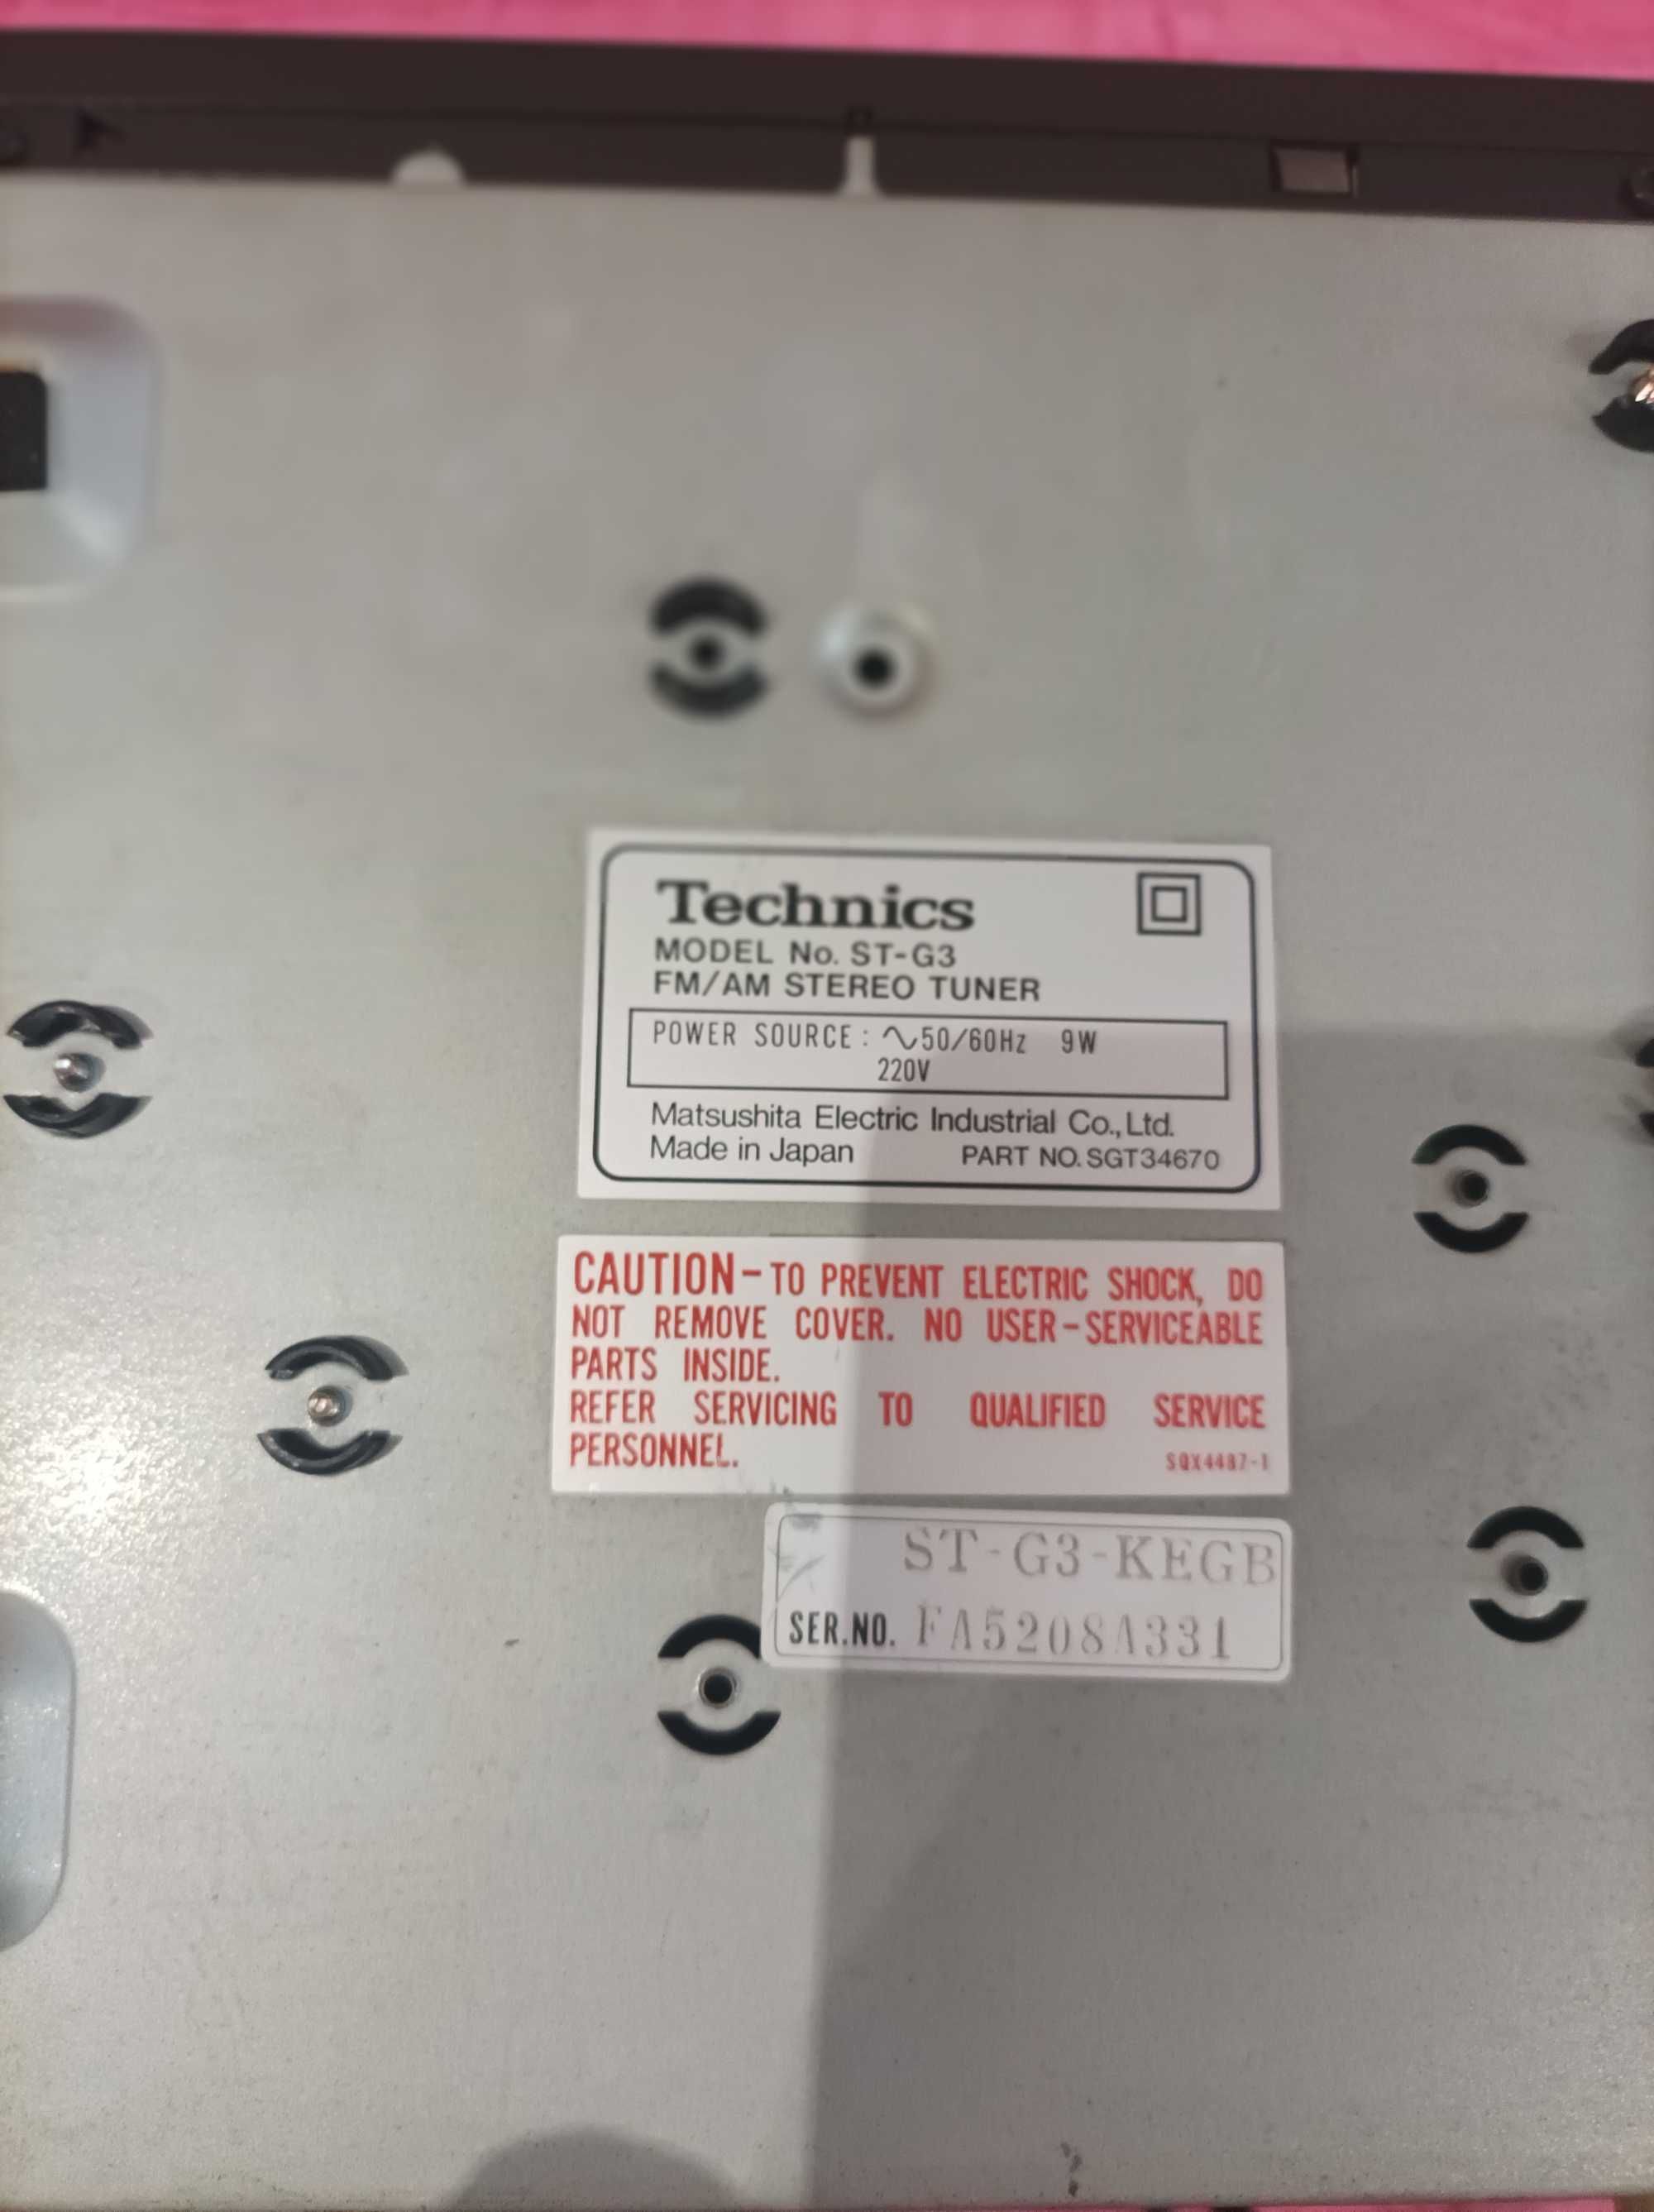 Technics
MODEL No. ST-G3
FM/AM STEREO TUNER
POWER SOURCE: ∿50/60Hz 9W
220V
Matsushita Electric Industrial Co., Ltd.
Made in Japan PART NO. SGT34670
CAUTION-TO PREVENT ELECTRIC SHOCK, DO
NOT REMOVE COVER. NO USER-SERVICEABLE
PARTS INSIDE.
REFER SERVICING TO QUALIFIED SERVICE
PERSONNEL.
SQX4487-1
ST-G3-KEGB
SER.NO. FA5208A331